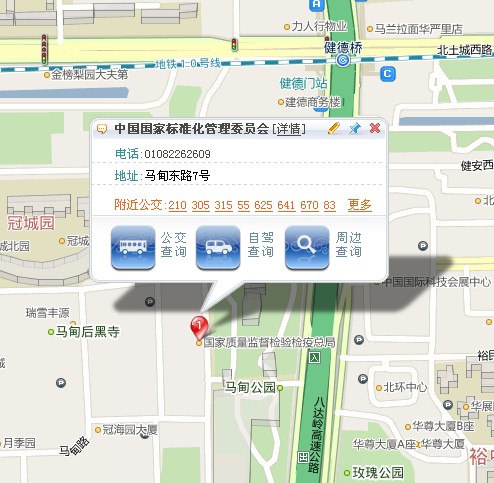 A
力人行物业
马兰拉面华严里店
健德桥
北土城西路
地铁10号线
金榜梨园大夫第
C
健德门站
建德商务楼
中国国家标准化管理委员会 [详情]
电话:01082262609
健安西
地址:马甸东路7号
附近公交:210 305 315 55 625 641 670 83 更多
北
冠城园
城北园
冠城
公交查询
自驾查询
周边查询
P
中国国际科技会展中心
瑞雪丰源
P
1
马甸后黑寺
国家质量监督检验检疫总局
P
裕民
P
马甸公园
北环中心
P
八达岭高速公路
华展
冠海园大厦
P
华尊大厦B座
月季园
马甸路
华尊大厦A座
华尊大厦
裕中
玫瑰公园